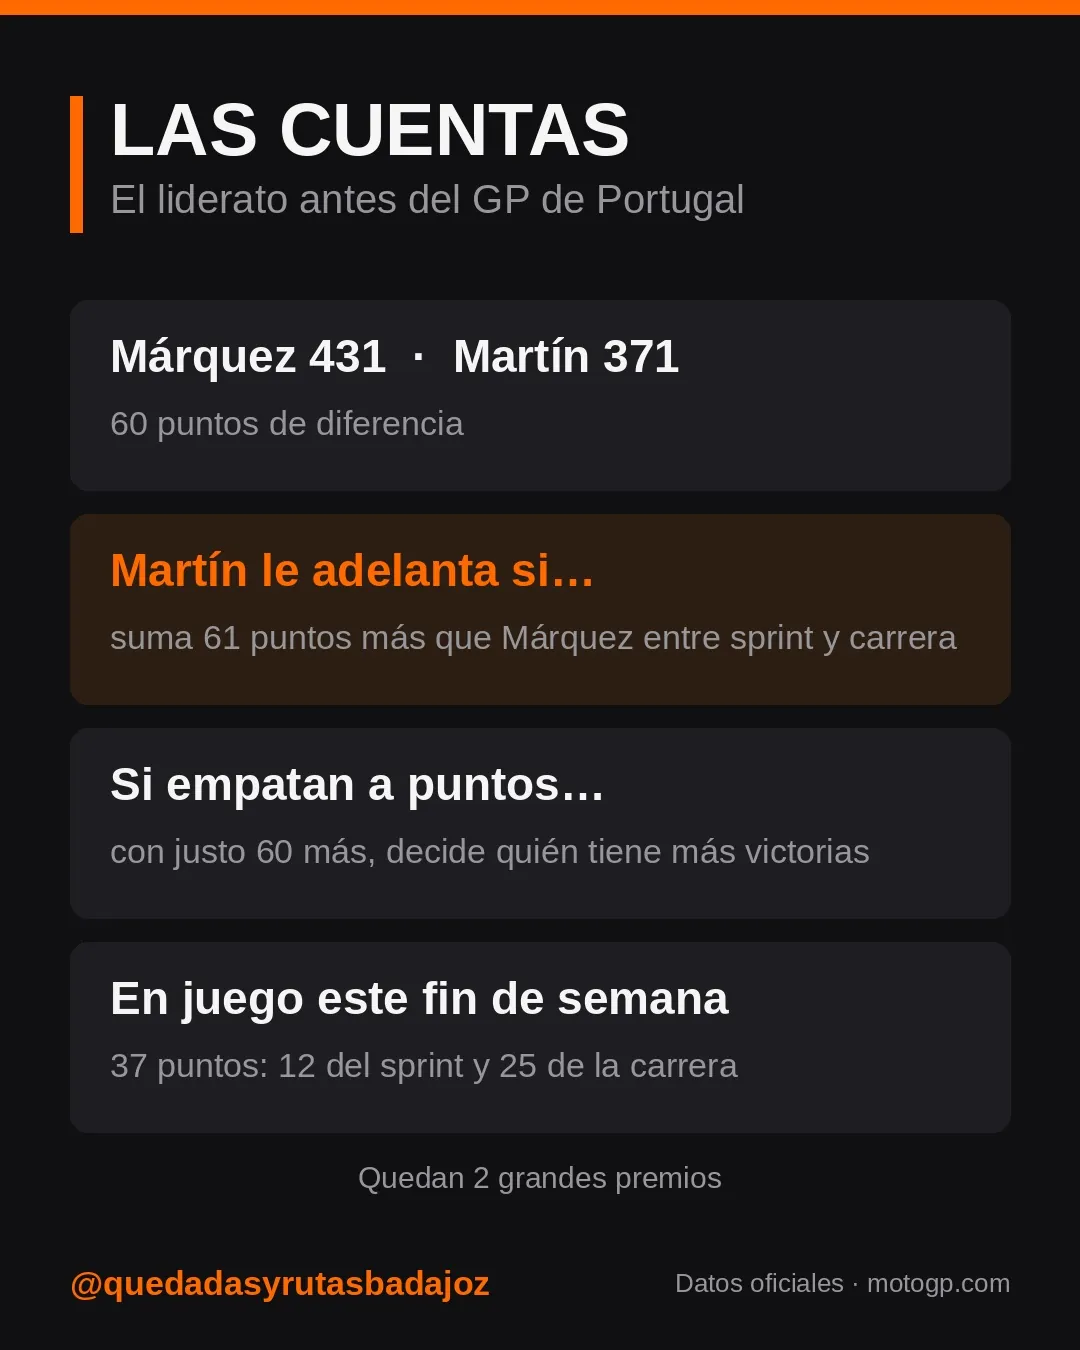 LAS CUENTAS
El liderato antes del GP de Portugal
Márquez 431 · Martín 371
60 puntos de diferencia
Martín le adelanta si…
suma 61 puntos más que Márquez entre sprint y carrera
Si empatan a puntos…
con justo 60 más, decide quién tiene más victorias
En juego este fin de semana
37 puntos: 12 del sprint y 25 de la carrera
Quedan 2 grandes premios
@quedadasyrutasbadajoz
Datos oficiales · motogp.com